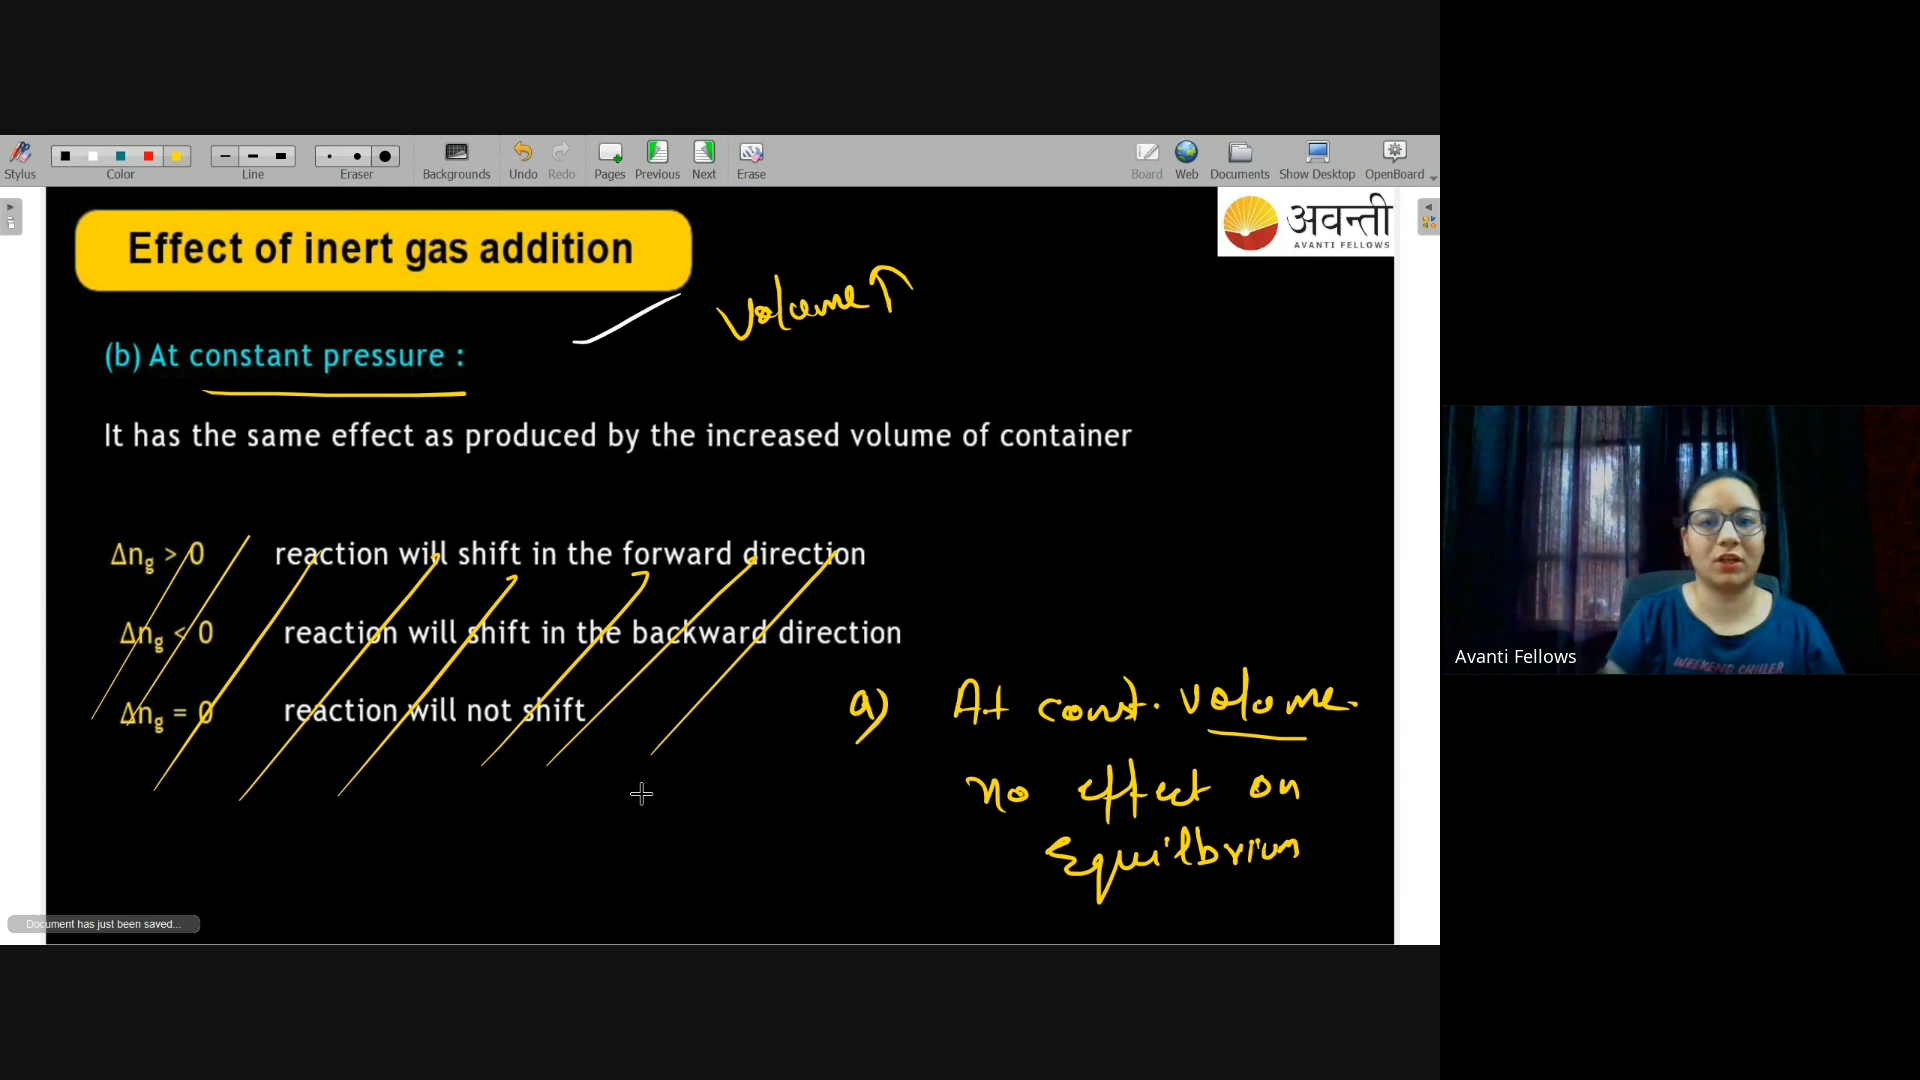 Stylus
Color
Line
Eraser
Backgrounds
Undo
Redo
Pages
Previous
Next
Erase
Board
Web
Documents
Show Desktop
OpenBoard
Effect of inert gas addition
अवन्ती
AVANTI FELLOWS
Volume ↑
(b) At constant pressure :
It has the same effect as produced by the increased volume of container
Δng > 0 reaction will shift in the forward direction
Δng < 0 reaction will shift in the backward direction
Δng = 0 reaction will not shift
a) At const. volume.
no effect on
Equilbrium
Document has just been saved...
Avanti Fellows
WEEKEND CHILLER